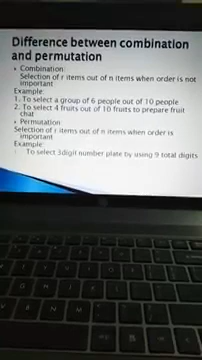 Difference between combination
and permutation
• Combination:
Selection of r items out of n items when order is not
important
Example:
1. To select a group of 6 people out of 10 people
2. To select 4 fruits out of 10 fruits to prepare fruit
chat
• Permutation:
Selection of r items out of n items when order is
important
Example:
To select 3digit number plate by using 9 total digits